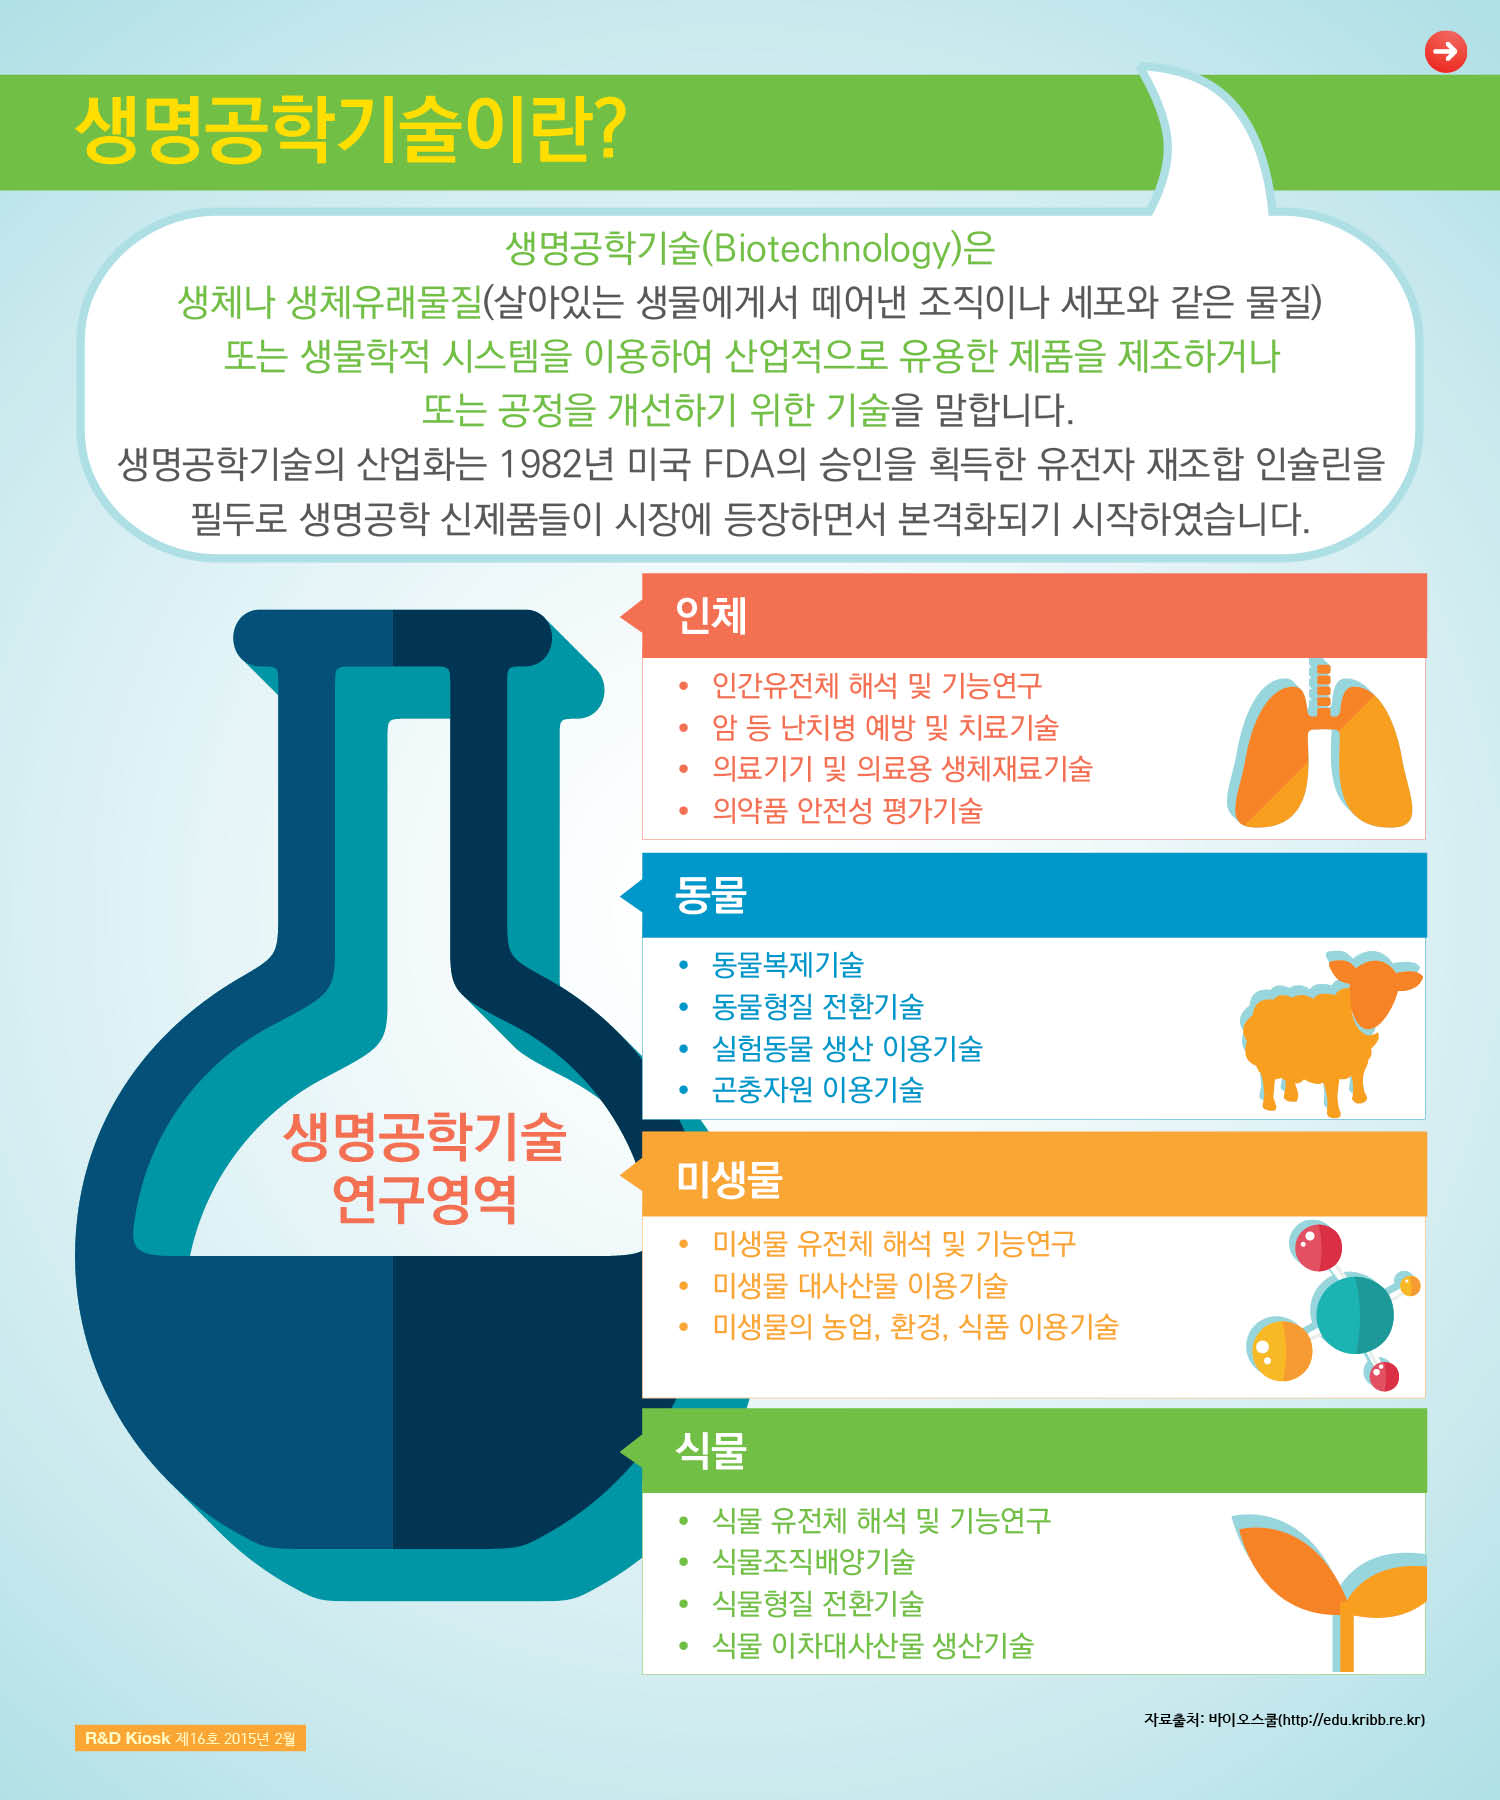 생명공학기술이란?
생명공학기술(Biotechnology)은
생체나 생체유래물질(살아있는 생물에게서 떼어낸 조직이나 세포와 같은 물질)
또는 생물학적 시스템을 이용하여 산업적으로 유용한 제품을 제조하거나
또는 공정을 개선하기 위한 기술을 말합니다.
생명공학기술의 산업화는 1982년 미국 FDA의 승인을 획득한 유전자 재조합 인슐린을
필두로 생명공학 신제품들이 시장에 등장하면서 본격화되기 시작하였습니다.
생명공학기술
연구영역
인체
• 인간유전체 해석 및 기능연구
• 암 등 난치병 예방 및 치료기술
• 의료기기 및 의료용 생체재료기술
• 의약품 안전성 평가기술
동물
• 동물복제기술
• 동물형질 전환기술
• 실험동물 생산 이용기술
• 곤충자원 이용기술
미생물
• 미생물 유전체 해석 및 기능연구
• 미생물 대사산물 이용기술
• 미생물의 농업, 환경, 식품 이용기술
식물
• 식물 유전체 해석 및 기능연구
• 식물조직배양기술
• 식물형질 전환기술
• 식물 이차대사산물 생산기술
자료출처: 바이오스쿨(http://edu.kribb.re.kr)
R&D Kiosk 제16호 2015년 2월